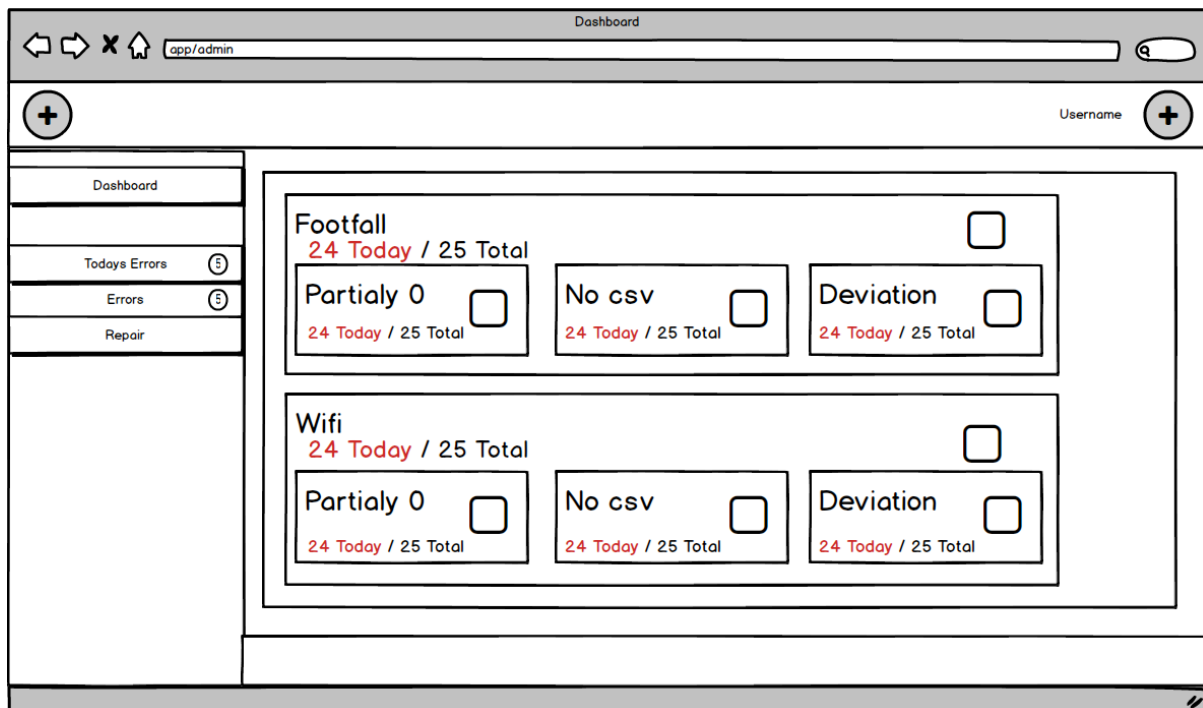 Dashboard
app/admin
Username
Dashboard
Todays Errors 5
Errors 5
Repair
Footfall
24 Today / 25 Total
Partialy 0
24 Today / 25 Total
No csv
24 Today / 25 Total
Deviation
24 Today / 25 Total
Wifi
24 Today / 25 Total
Partialy 0
24 Today / 25 Total
No csv
24 Today / 25 Total
Deviation
24 Today / 25 Total